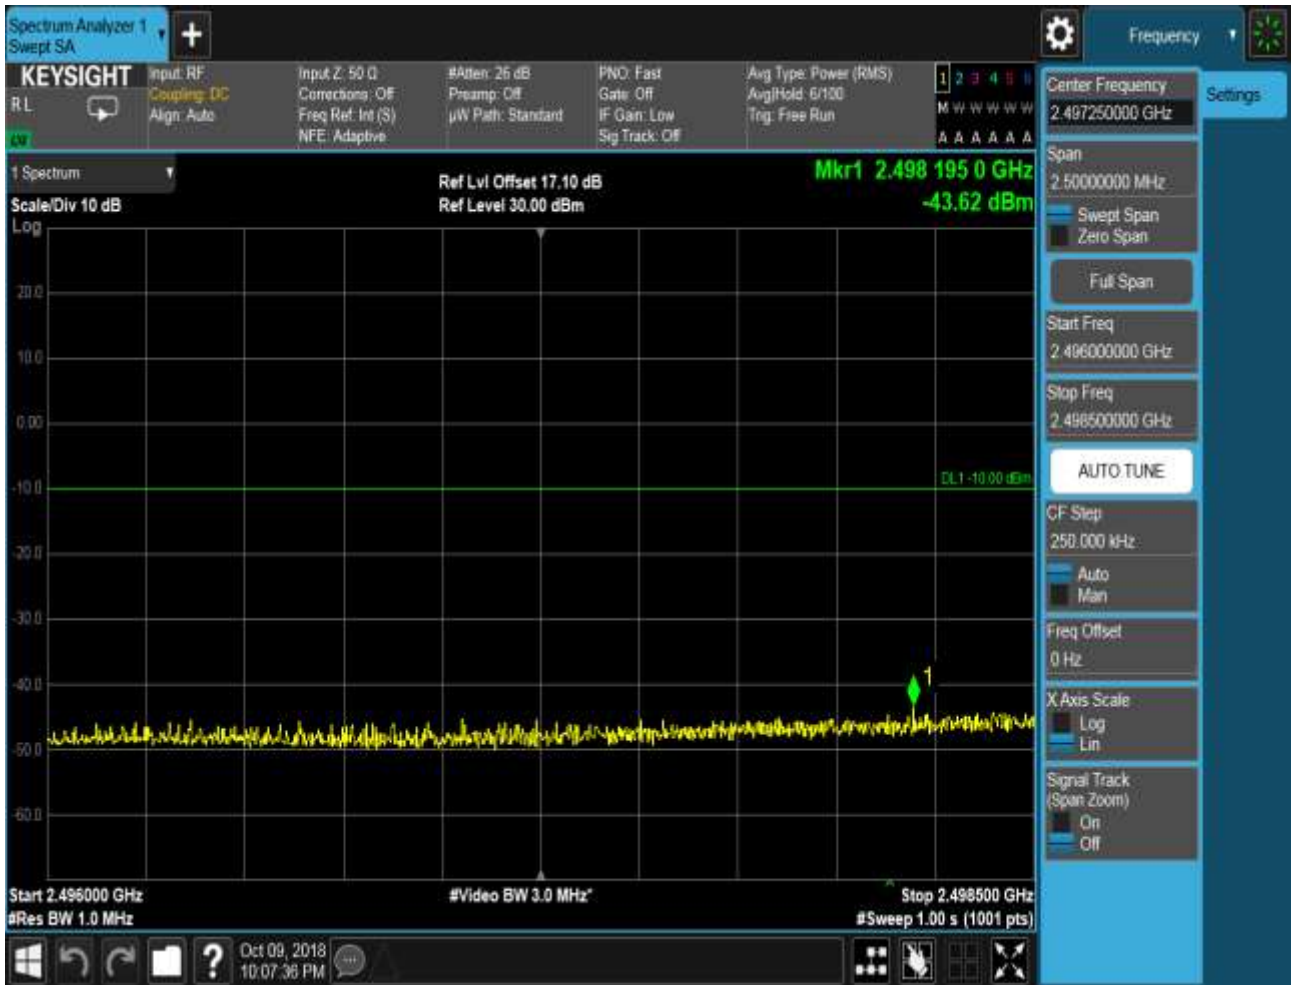 Spectrum Analyzer 1
Swept SA
Frequency
KEYSIGHT
RL
Input: RF
Coupling: DC
Align: Auto
Input Z: 50 Ω
Corrections: Off
Freq Ref: Int (S)
NFE: Adaptive
#Atten: 26 dB
Preamp: Off
µW Path: Standard
PNO: Fast
Gate: Off
IF Gain: Low
Sig Track: Off
Avg Type: Power (RMS)
Avg|Hold: 6/100
Trig: Free Run
1 2 3 4 5 6
M W W W W W
A A A A A A
1 Spectrum
Scale/Div 10 dB
Log
Ref Lvl Offset 17.10 dB
Ref Level 30.00 dBm
Mkr1 2.498 195 0 GHz
-43.62 dBm
20.0
10.0
0.00
-10.0
-20.0
-30.0
-40.0
-50.0
-60.0
DL1 -10.00 dBm
1
Start 2.496000 GHz
#Res BW 1.0 MHz
#Video BW 3.0 MHz*
Stop 2.498500 GHz
#Sweep 1.00 s (1001 pts)
Center Frequency
2.497250000 GHz
Settings
Span
2.50000000 MHz
Swept Span
Zero Span
Full Span
Start Freq
2.496000000 GHz
Stop Freq
2.498500000 GHz
AUTO TUNE
CF Step
250.000 kHz
Auto
Man
Freq Offset
0 Hz
X Axis Scale
Log
Lin
Signal Track
(Span Zoom)
On
Off
?
Oct 09, 2018
10:07:36 PM